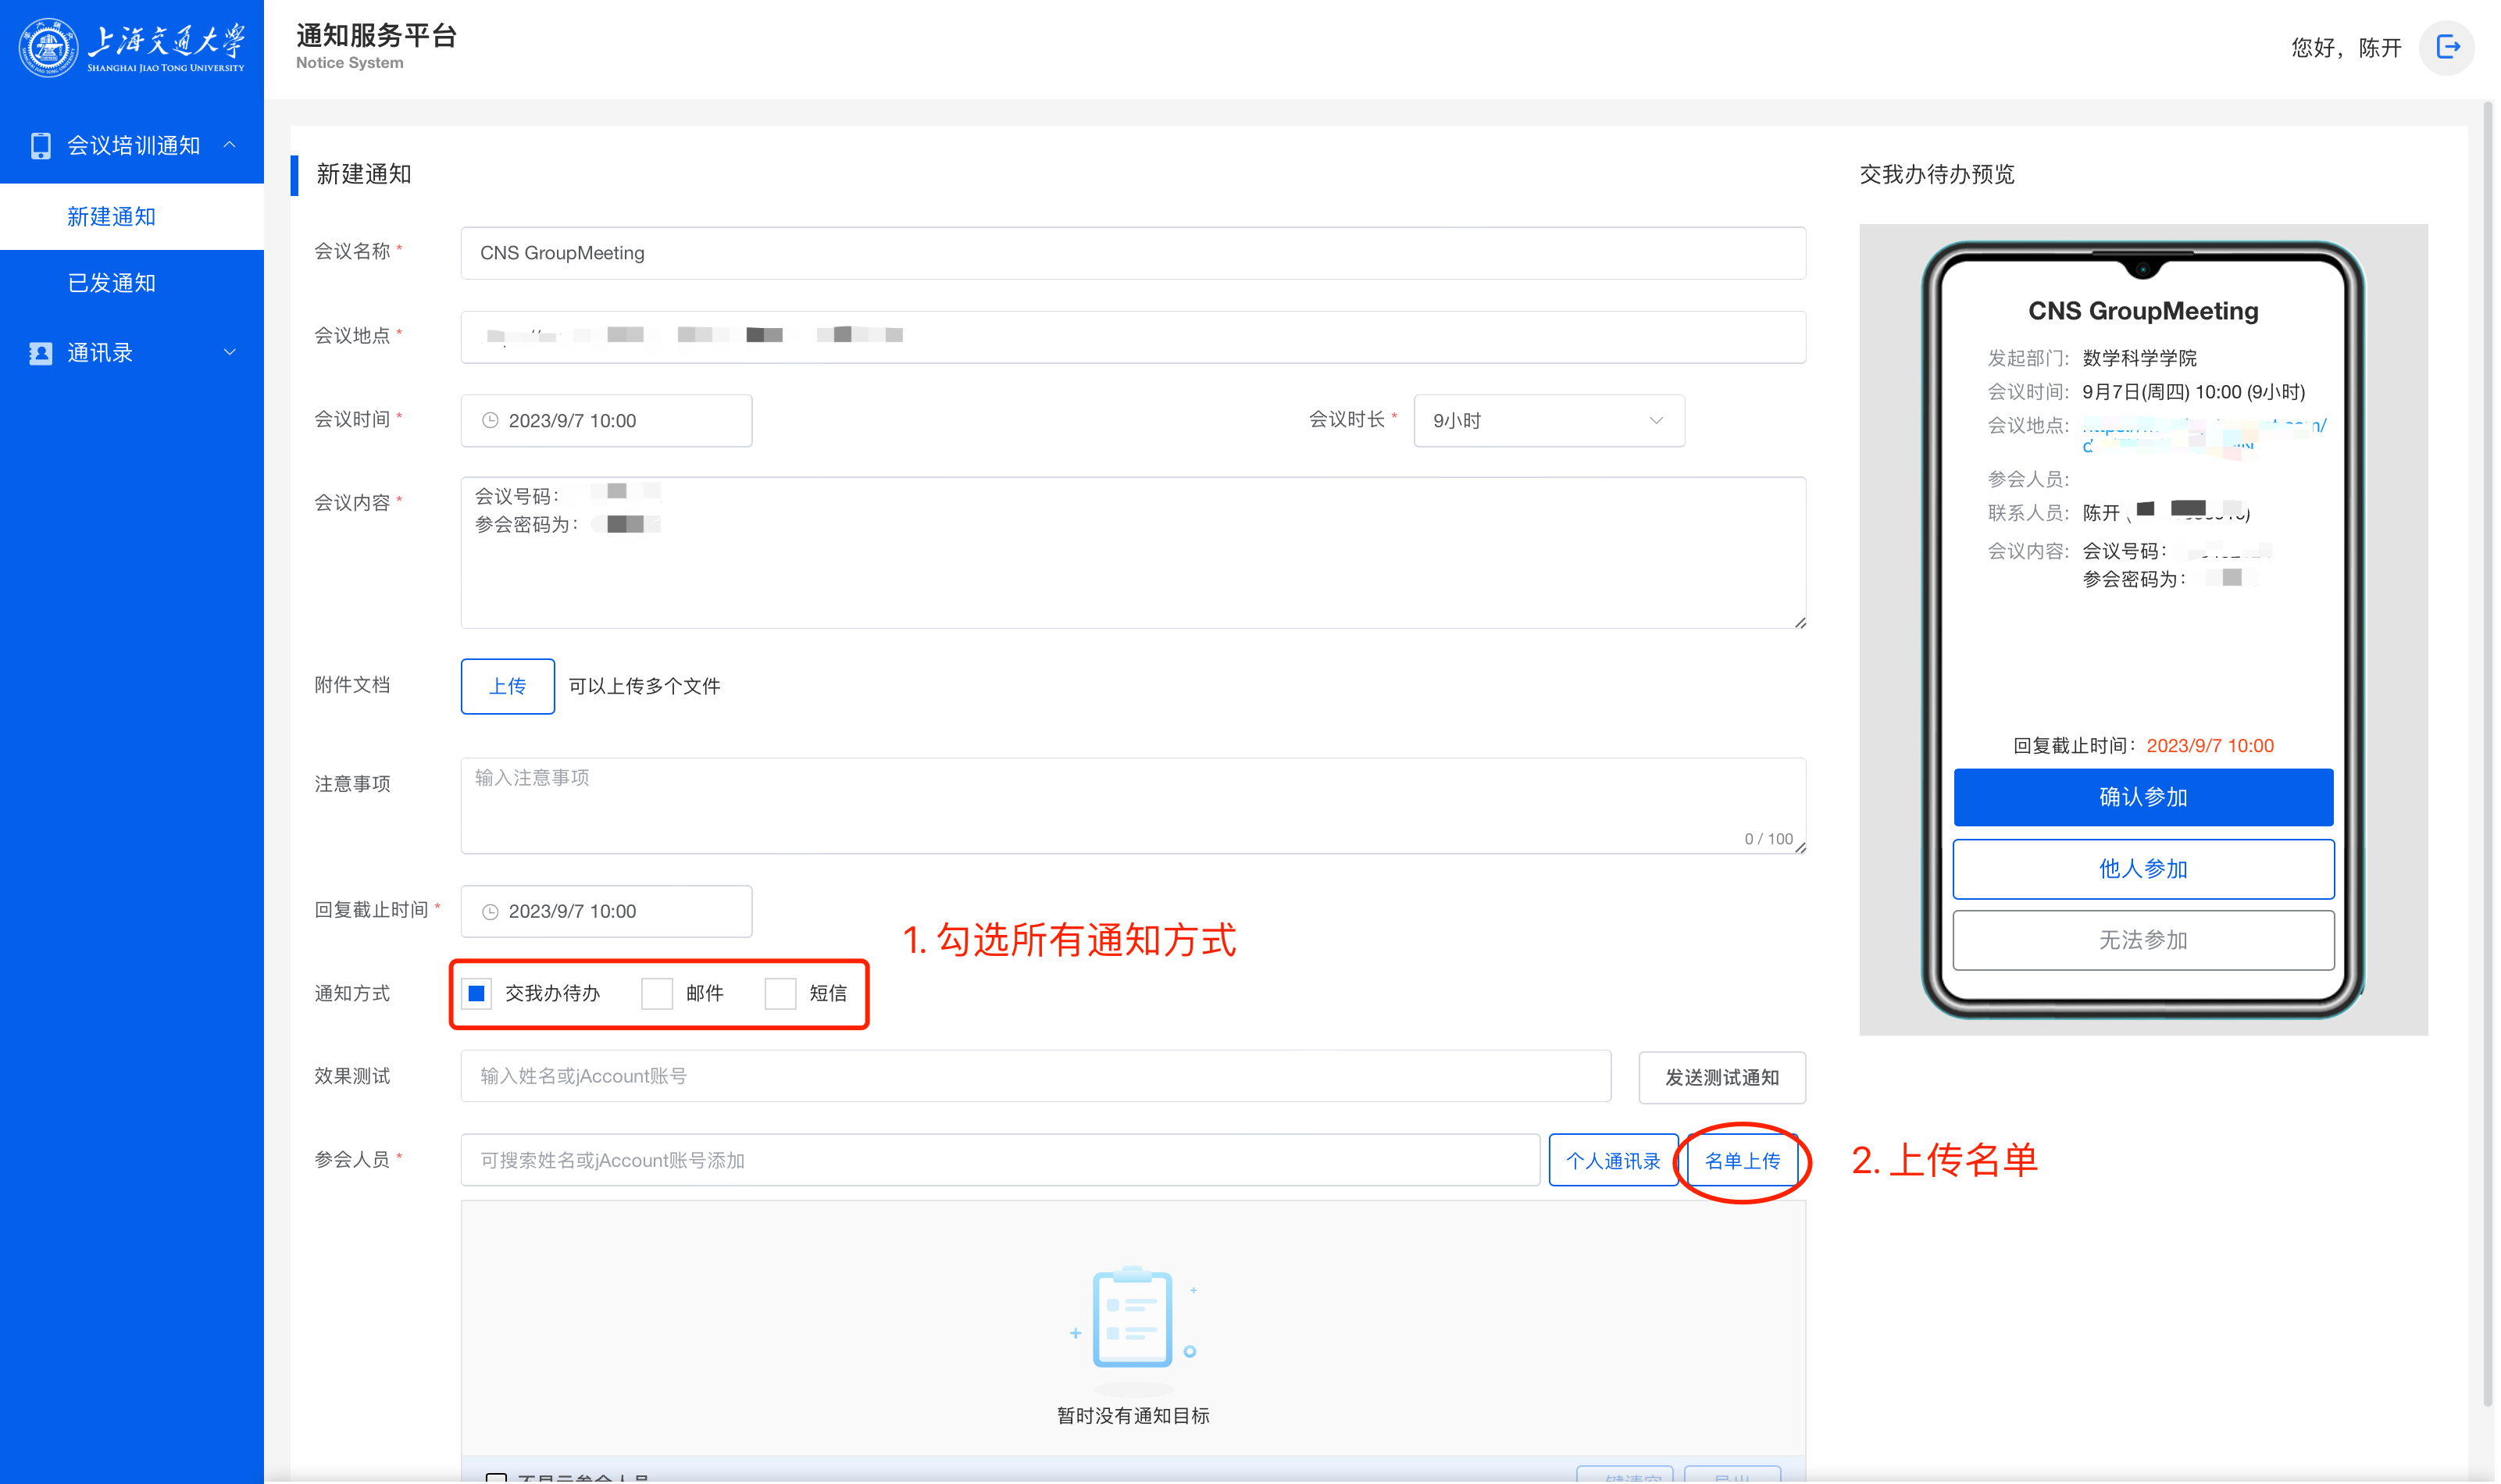 上海交通大学
SHANGHAI JIAO TONG UNIVERSITY
通知服务平台
Notice System
您好，陈开
会议培训通知
新建通知
已发通知
通讯录
新建通知
会议名称 *
CNS GroupMeeting
会议地点 *
会议时间 *
2023/9/7 10:00
会议时长 *
9小时
会议内容 *
会议号码：
参会密码为：
附件文档
上传
可以上传多个文件
注意事项
输入注意事项
0 / 100
回复截止时间 *
2023/9/7 10:00
1. 勾选所有通知方式
通知方式
交我办待办
邮件
短信
效果测试
输入姓名或jAccount账号
发送测试通知
参会人员 *
可搜索姓名或jAccount账号添加
个人通讯录
名单上传
2. 上传名单
暂时没有通知目标
交我办待办预览
CNS GroupMeeting
发起部门: 数学科学学院
会议时间: 9月7日(周四) 10:00 (9小时)
会议地点:
参会人员:
联系人员: 陈开
会议内容: 会议号码：
参会密码为：
回复截止时间： 2023/9/7 10:00
确认参加
他人参加
无法参加